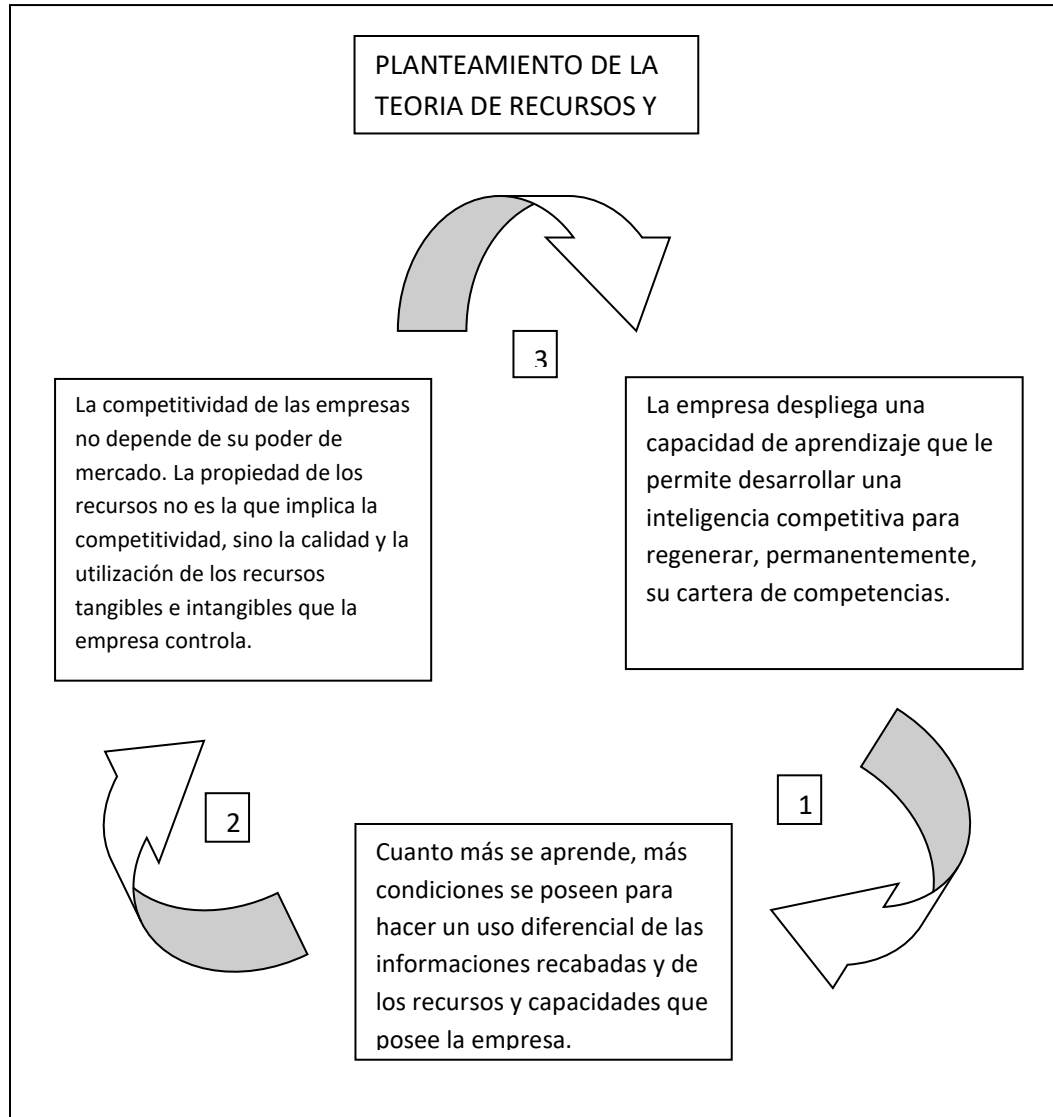 PLANTEAMIENTO DE LA
TEORIA DE RECURSOS Y
3
La competitividad de las empresas
no depende de su poder de
mercado. La propiedad de los
recursos no es la que implica la
competitividad, sino la calidad y la
utilización de los recursos
tangibles e intangibles que la
empresa controla.
La empresa despliega una
capacidad de aprendizaje que le
permite desarrollar una
inteligencia competitiva para
regenerar, permanentemente,
su cartera de competencias.
2
1
Cuanto más se aprende, más
condiciones se poseen para
hacer un uso diferencial de las
informaciones recabadas y de
los recursos y capacidades que
posee la empresa.